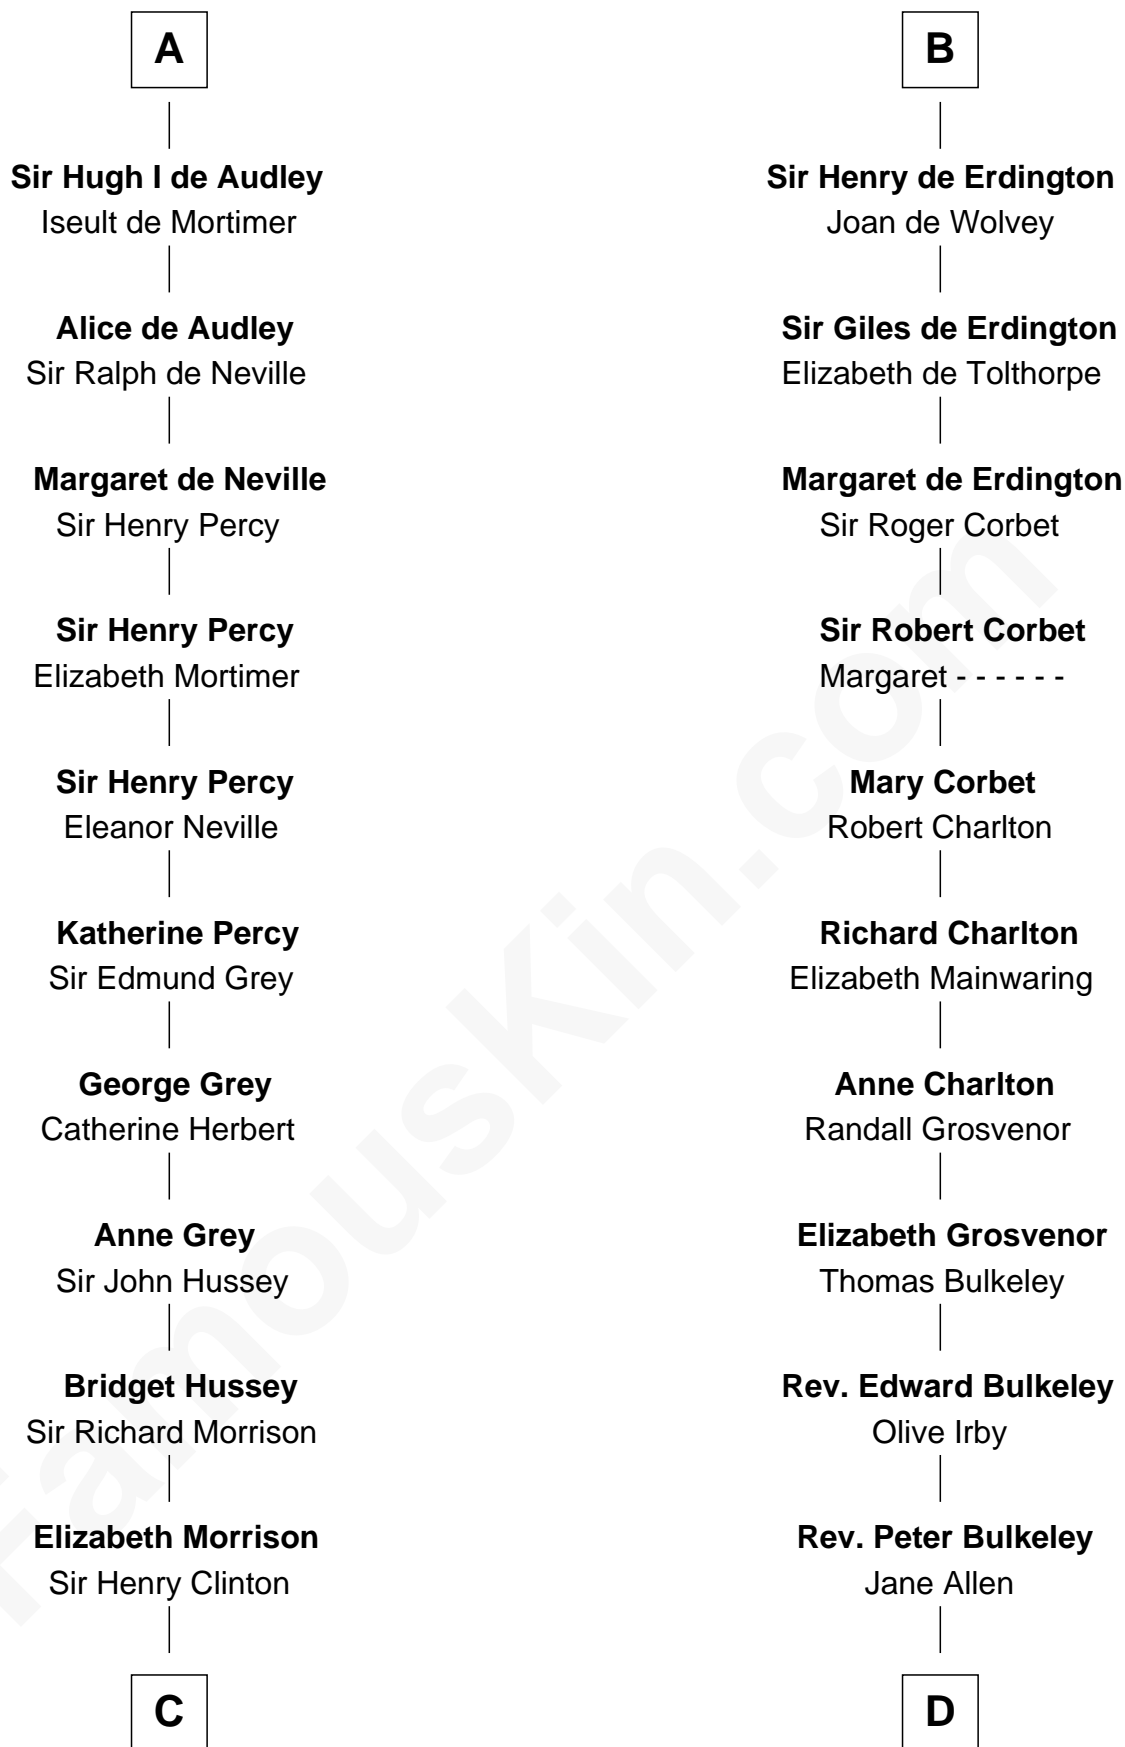 A
Sir Hugh I de Audley
Iseult de Mortimer
Alice de Audley
Sir Ralph de Neville
Margaret de Neville
Sir Henry Percy
Sir Henry Percy
Elizabeth Mortimer
Sir Henry Percy
Eleanor Neville
Katherine Percy
Sir Edmund Grey
George Grey
Catherine Herbert
Anne Grey
Sir John Hussey
Bridget Hussey
Sir Richard Morrison
Elizabeth Morrison
Sir Henry Clinton
C
B
Sir Henry de Erdington
Joan de Wolvey
Sir Giles de Erdington
Elizabeth de Tolthorpe
Margaret de Erdington
Sir Roger Corbet
Sir Robert Corbet
Margaret - - - - - -
Mary Corbet
Robert Charlton
Richard Charlton
Elizabeth Mainwaring
Anne Charlton
Randall Grosvenor
Elizabeth Grosvenor
Thomas Bulkeley
Rev. Edward Bulkeley
Olive Irby
Rev. Peter Bulkeley
Jane Allen
D
FamousKin.com